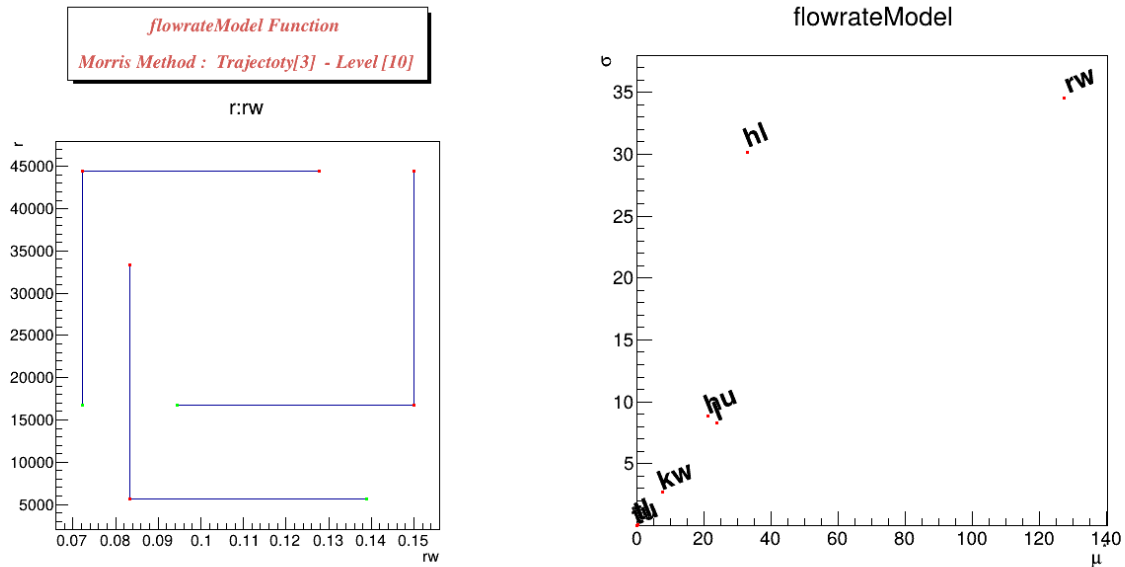 flowrateModel Function
Morris Method : Trajectoty[3] - Level [10]
r:rw
r
45000
40000
35000
30000
25000
20000
15000
10000
5000
0.07 0.08 0.09 0.1 0.11 0.12 0.13 0.14 0.15
rw
flowrateModel
σ
35
30
25
20
15
10
5
rw
hl
hu
l
kw
0 20 40 60 80 100 120 140
μ